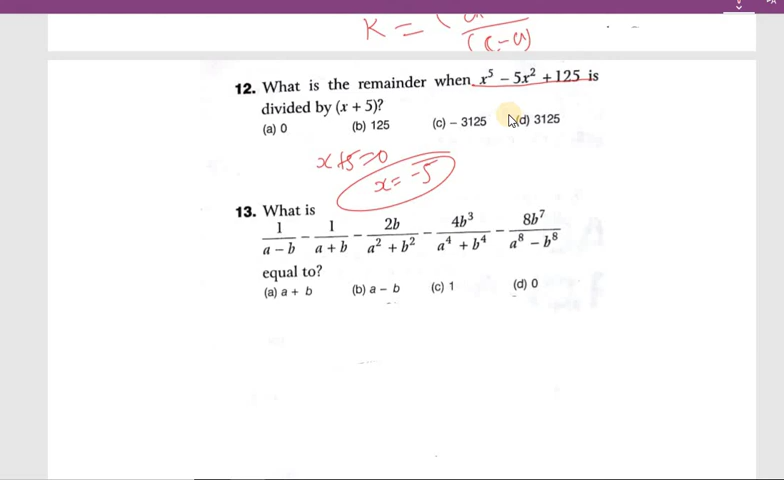 K =
(c-a)
12. What is the remainder when x⁵ − 5x² + 125 is
divided by (x + 5)?
(a) 0 (b) 125 (c) − 3125 (d) 3125
x+5=0
x = -5
13. What is
1/(a − b) − 1/(a + b) − 2b/(a² + b²) − 4b³/(a⁴ + b⁴) − 8b⁷/(a⁸ − b⁸)
equal to?
(a) a + b (b) a − b (c) 1 (d) 0